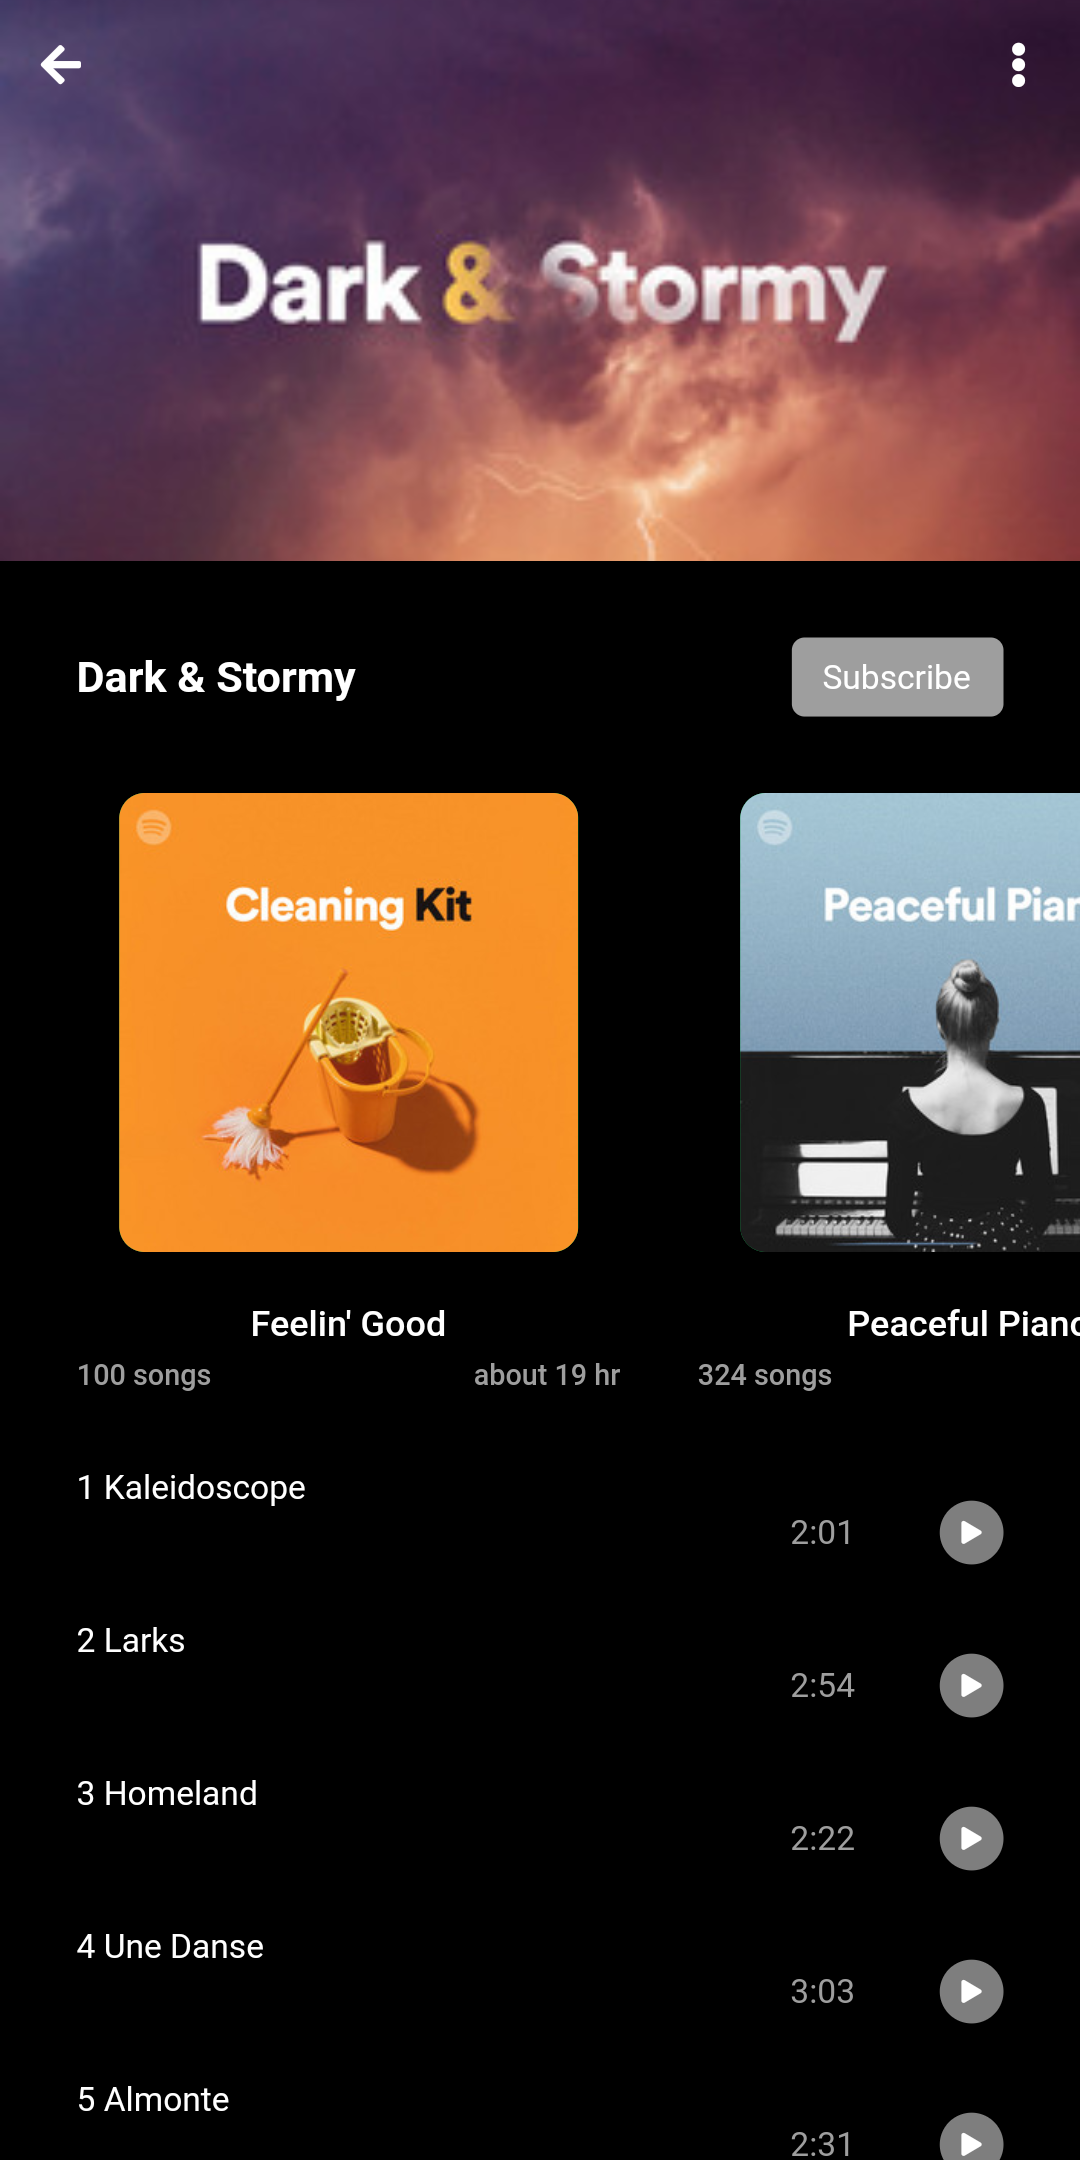 Dark & Stormy
Dark & Stormy
Subscribe
Cleaning Kit
Peaceful Pian
Feelin' Good
Peaceful Piano
100 songs
about 19 hr
324 songs
1 Kaleidoscope
2:01
2 Larks
2:54
3 Homeland
2:22
4 Une Danse
3:03
5 Almonte
2:31